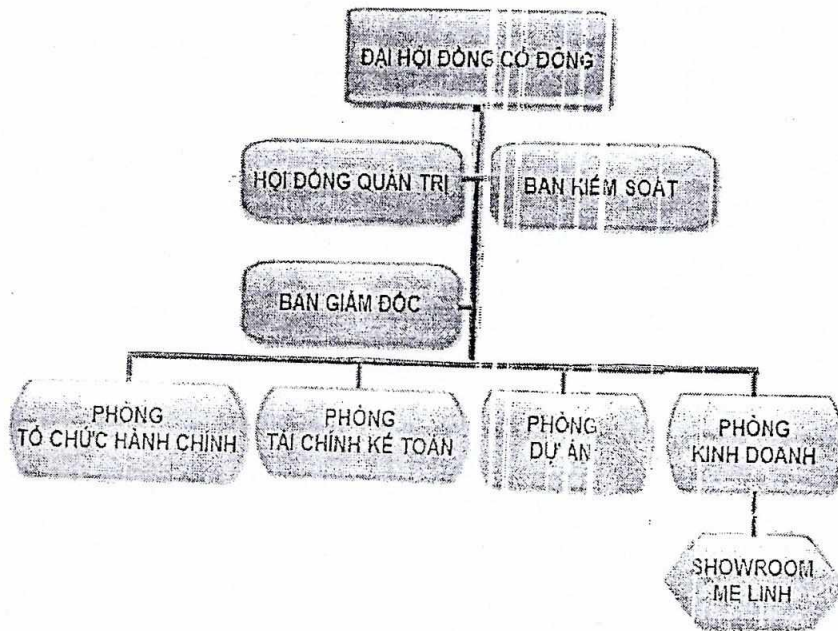 ĐẠI HỘI ĐỒNG CỔ ĐÔNG
HỘI ĐỒNG QUẢN TRỊ
BAN KIỂM SOÁT
BAN GIÁM ĐỐC
PHÒNG
TỔ CHỨC HÀNH CHÍNH
PHÒNG
TÀI CHÍNH KẾ TOÁN
PHÒNG
DỰ ÁN
PHÒNG
KINH DOANH
SHOWROOM
MÊ LINH